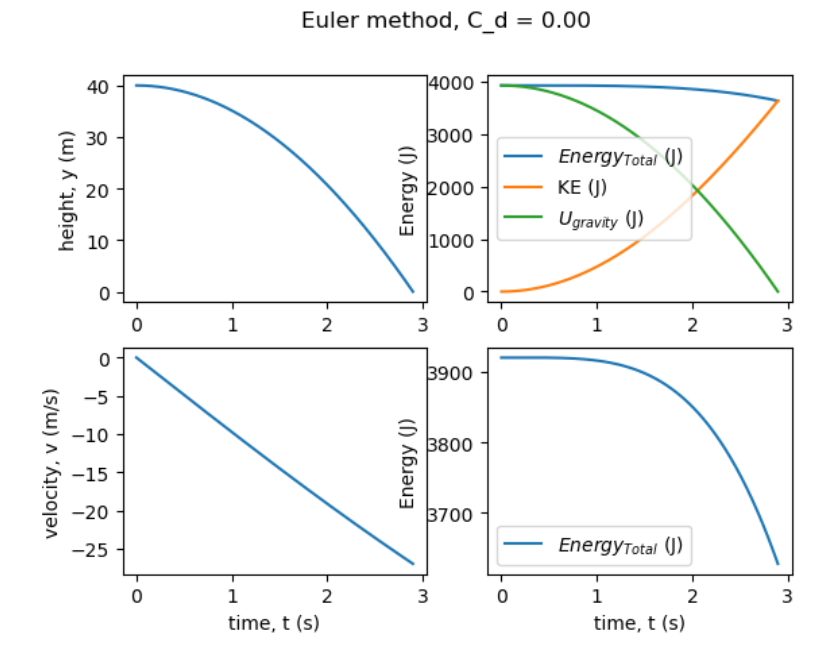 Euler method, C_d = 0.00
height, y (m)
40
30
20
10
0
0 1 2 3
Energy (J)
4000
3000
2000
1000
0
Energy_Total (J)
KE (J)
U_gravity (J)
0 1 2 3
velocity, v (m/s)
0
−5
−10
−15
−20
−25
0 1 2 3
time, t (s)
Energy (J)
3900
3800
3700
Energy_Total (J)
0 1 2 3
time, t (s)